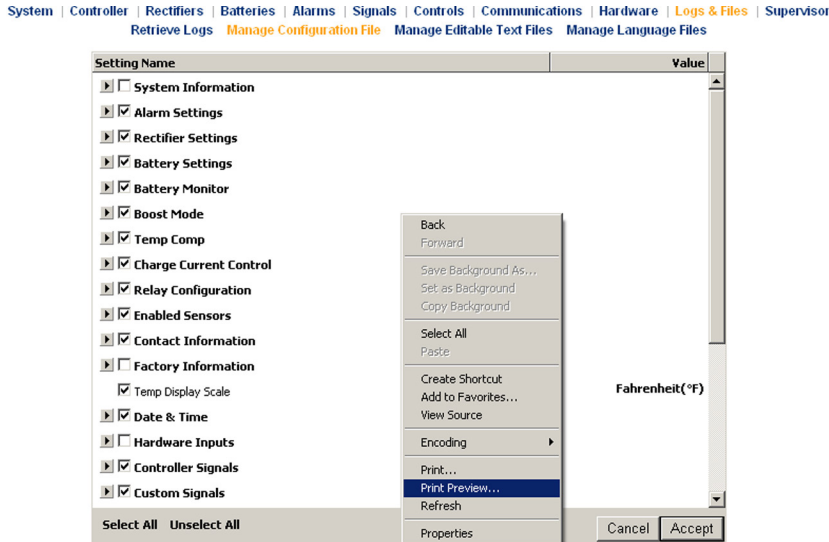 System | Controller | Rectifiers | Batteries | Alarms | Signals | Controls | Communications | Hardware | Logs & Files | Supervisor
Retrieve Logs Manage Configuration File Manage Editable Text Files Manage Language Files
Setting Name Value
System Information
Alarm Settings
Rectifier Settings
Battery Settings
Battery Monitor
Boost Mode
Temp Comp
Charge Current Control
Relay Configuration
Enabled Sensors
Contact Information
Factory Information
Temp Display Scale Fahrenheit(°F)
Date & Time
Hardware Inputs
Controller Signals
Custom Signals
Back
Forward
Save Background As...
Set as Background
Copy Background
Select All
Paste
Create Shortcut
Add to Favorites...
View Source
Encoding
Print...
Print Preview...
Refresh
Properties
Select All Unselect All Cancel Accept